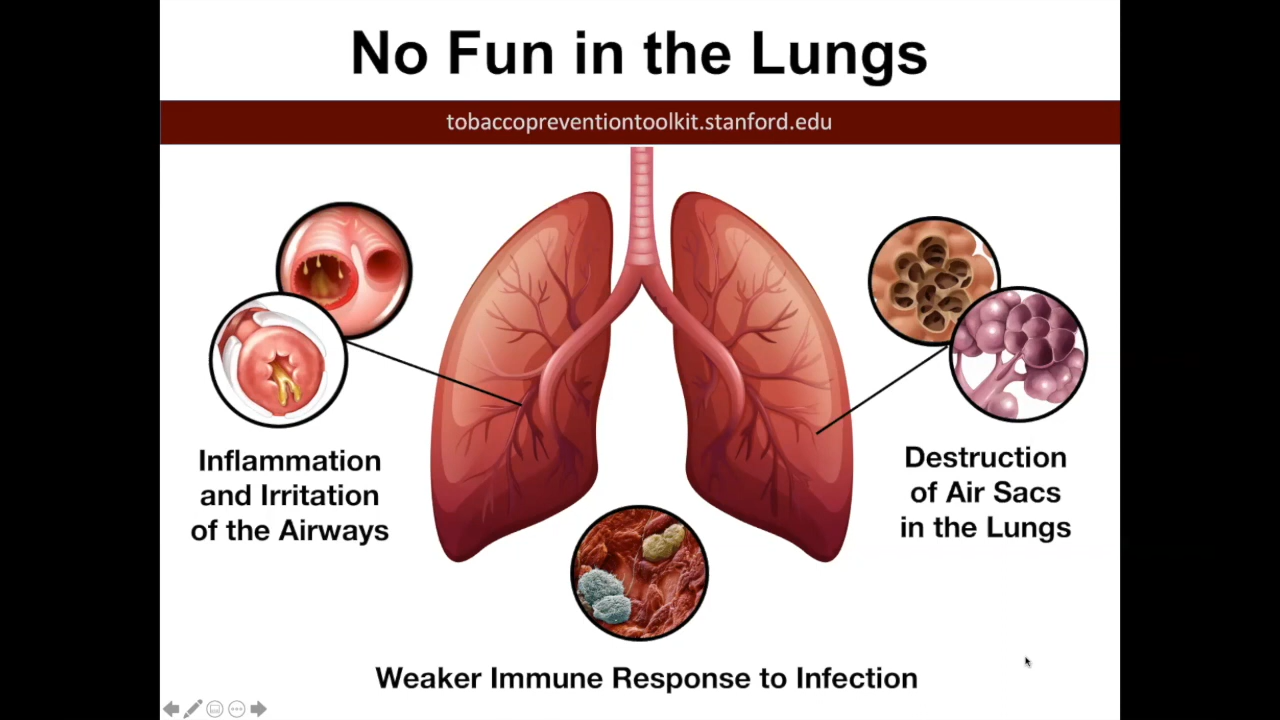 No Fun in the Lungs
tobaccopreventiontoolkit.stanford.edu
Inflammation
and Irritation
of the Airways
Destruction
of Air Sacs
in the Lungs
Weaker Immune Response to Infection